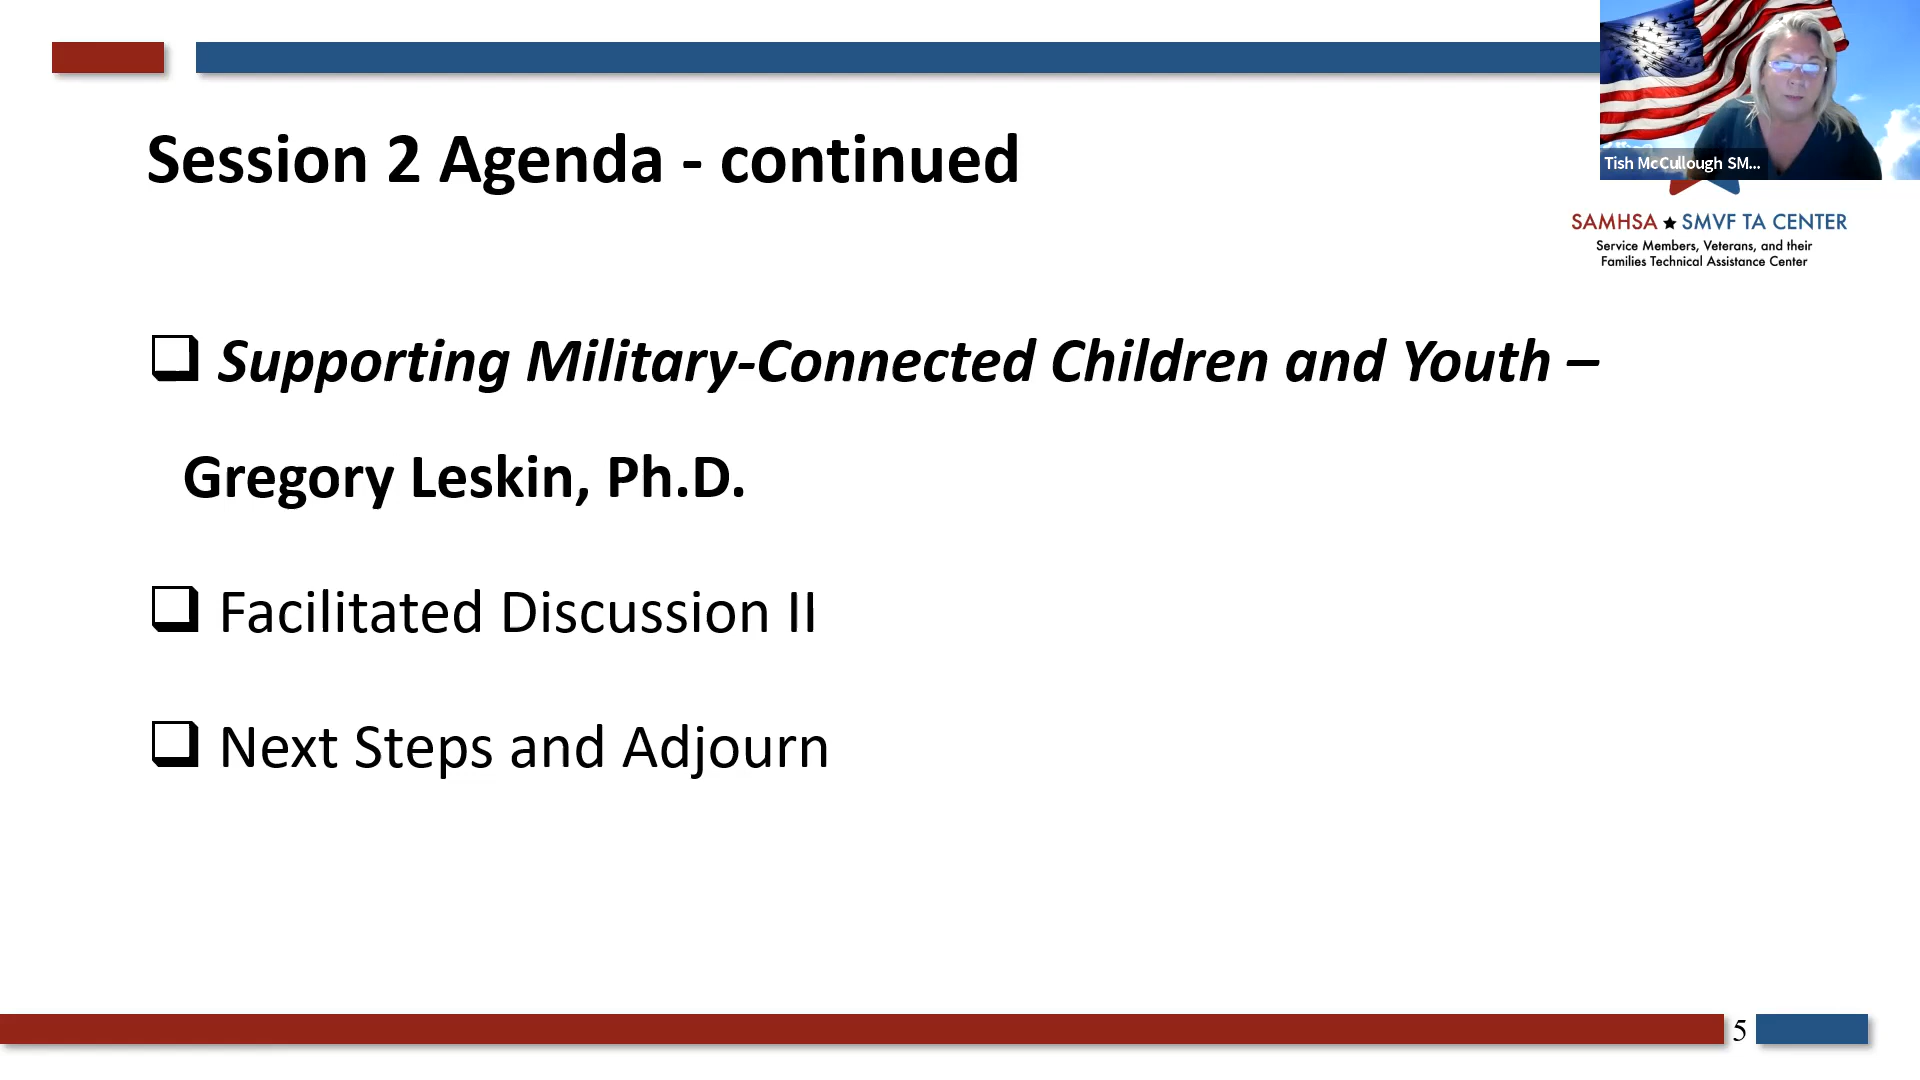 Session 2 Agenda - continued
Tish McCullough SM...
SAMHSA ★ SMVF TA CENTER
Service Members, Veterans, and their
Families Technical Assistance Center
❑ Supporting Military-Connected Children and Youth –
Gregory Leskin, Ph.D.
❑ Facilitated Discussion II
❑ Next Steps and Adjourn
5